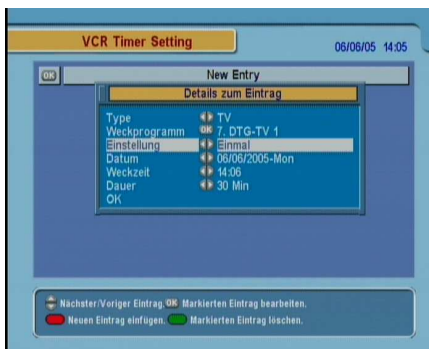 VCR Timer Setting
06/06/05 14:05
OK New Entry
Details zum Eintrag
Type TV
Weckprogramm OK 7. DTG-TV 1
Einstellung Einmal
Datum 06/06/2005-Mon
Weckzeit 14:06
Dauer 30 Min
OK
Nächster/Voriger Eintrag, OK Markierten Eintrag bearbeiten.
Neuen Eintrag einfügen. Markierten Eintrag löschen.